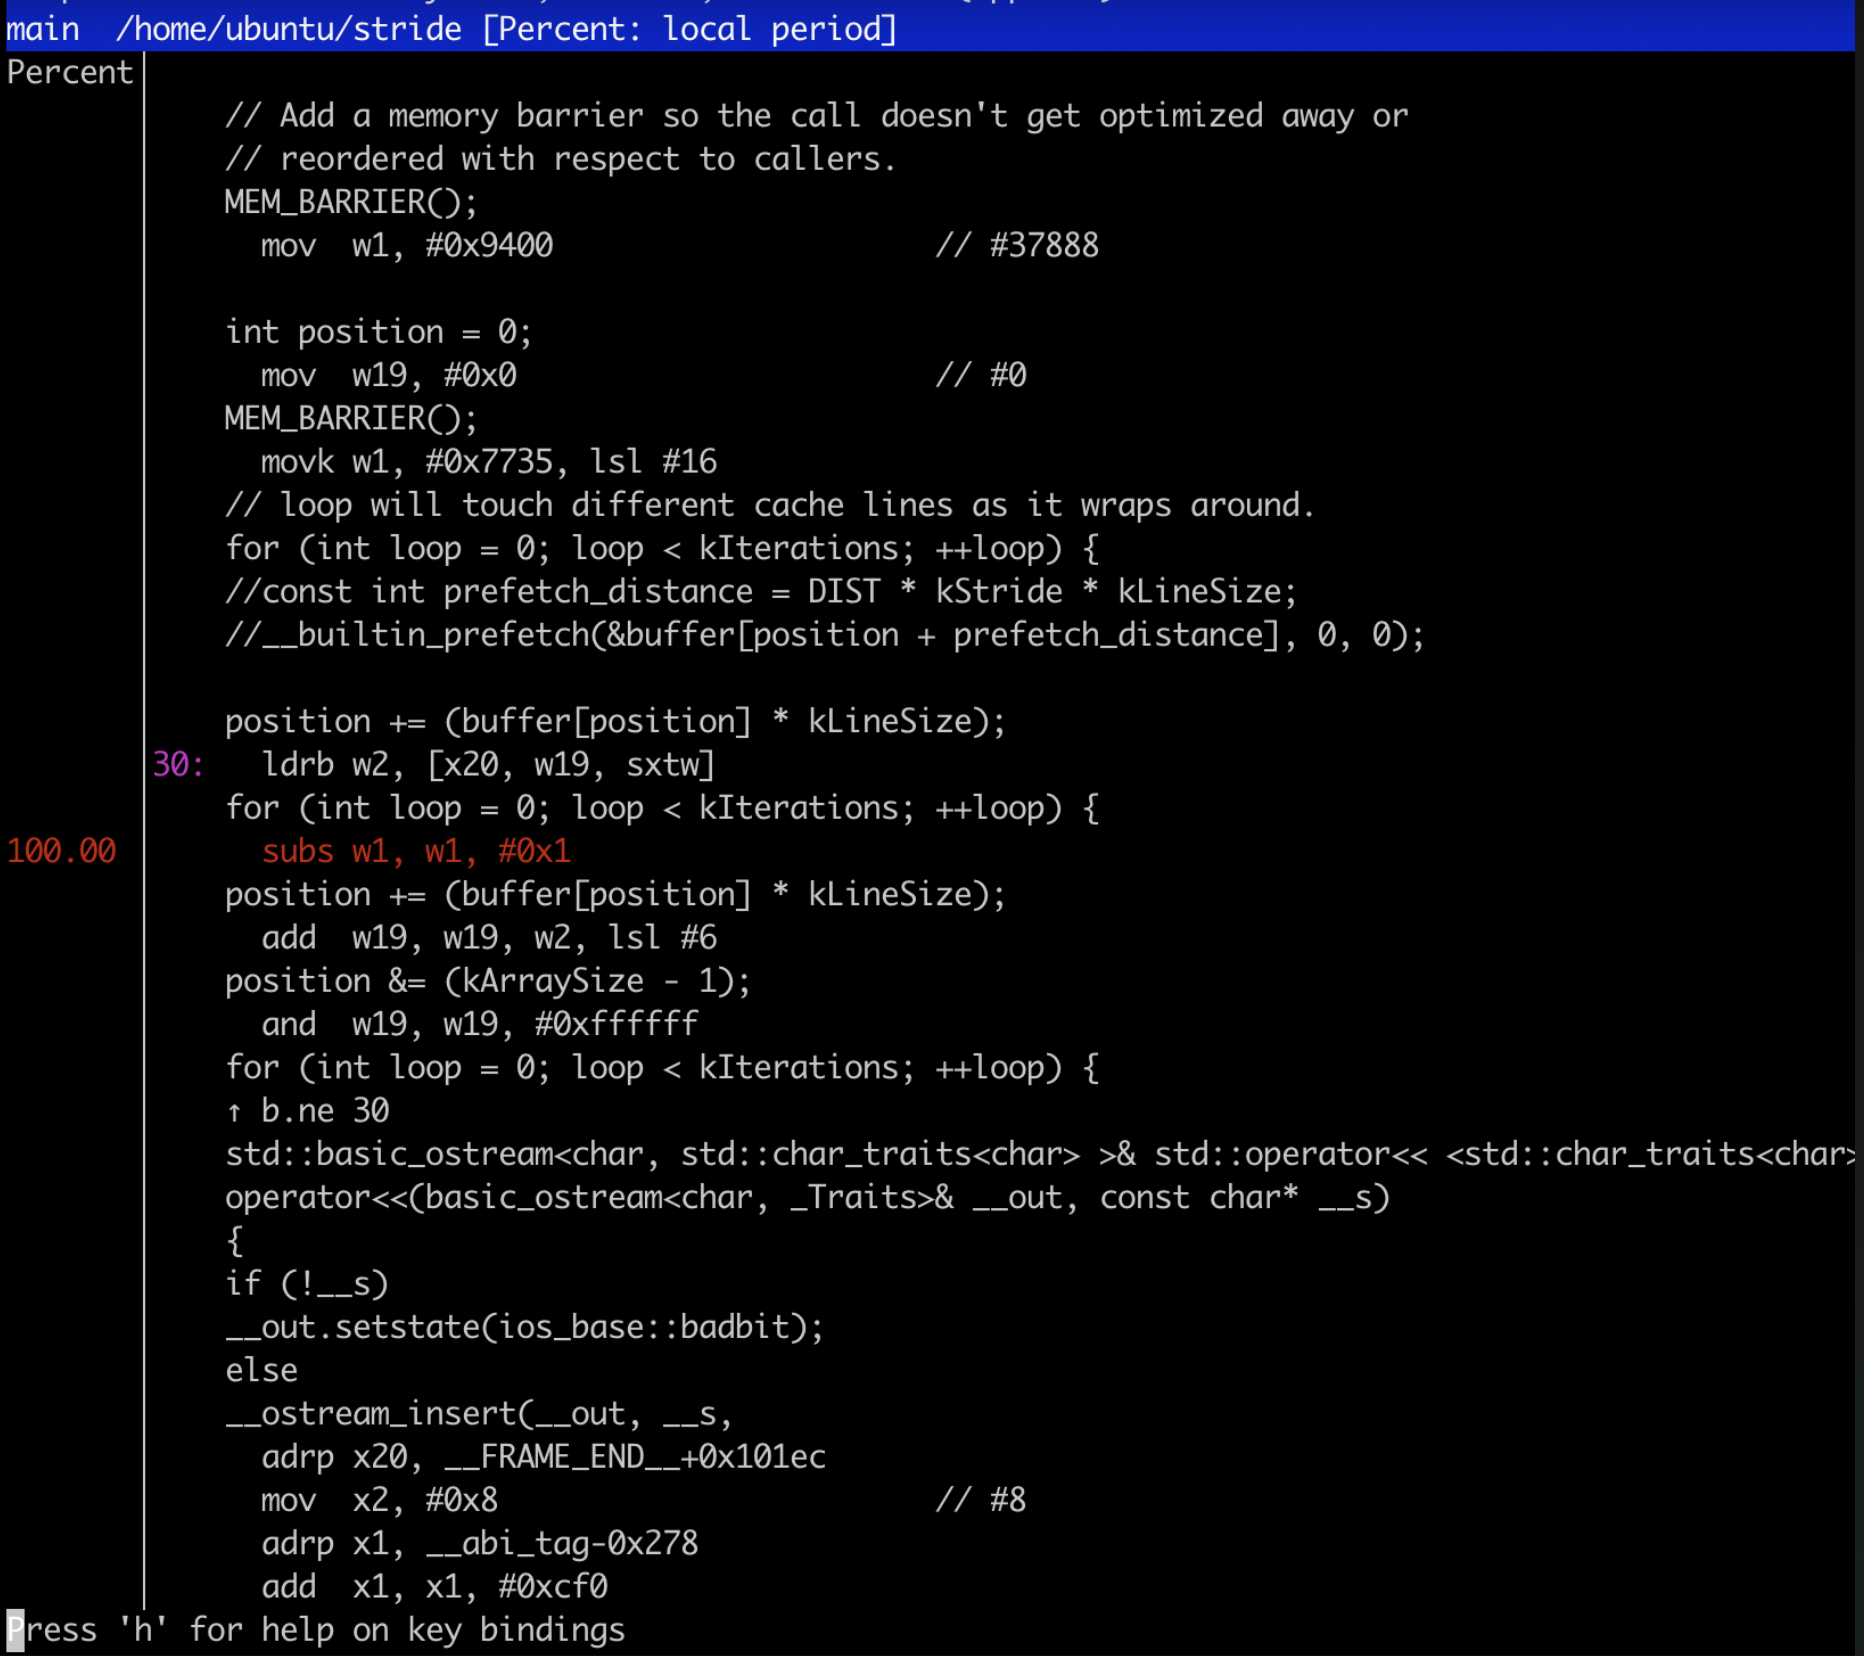 main  /home/ubuntu/stride [Percent: local period]
Percent
// Add a memory barrier so the call doesn't get optimized away or
// reordered with respect to callers.
MEM_BARRIER();
mov  w1, #0x9400                     // #37888
int position = 0;
mov  w19, #0x0                       // #0
MEM_BARRIER();
movk w1, #0x7735, lsl #16
// loop will touch different cache lines as it wraps around.
for (int loop = 0; loop < kIterations; ++loop) {
//const int prefetch_distance = DIST * kStride * kLineSize;
//__builtin_prefetch(&buffer[position + prefetch_distance], 0, 0);
position += (buffer[position] * kLineSize);
30:   ldrb w2, [x20, w19, sxtw]
for (int loop = 0; loop < kIterations; ++loop) {
100.00        subs w1, w1, #0x1
position += (buffer[position] * kLineSize);
add  w19, w19, w2, lsl #6
position &= (kArraySize - 1);
and  w19, w19, #0xffffff
for (int loop = 0; loop < kIterations; ++loop) {
↑ b.ne 30
std::basic_ostream<char, std::char_traits<char> >& std::operator<< <std::char_traits<char>
operator<<(basic_ostream<char, _Traits>& __out, const char* __s)
{
if (!__s)
__out.setstate(ios_base::badbit);
else
__ostream_insert(__out, __s,
adrp x20, __FRAME_END__+0x101ec
mov  x2, #0x8                        // #8
adrp x1, __abi_tag-0x278
add  x1, x1, #0xcf0
Press 'h' for help on key bindings